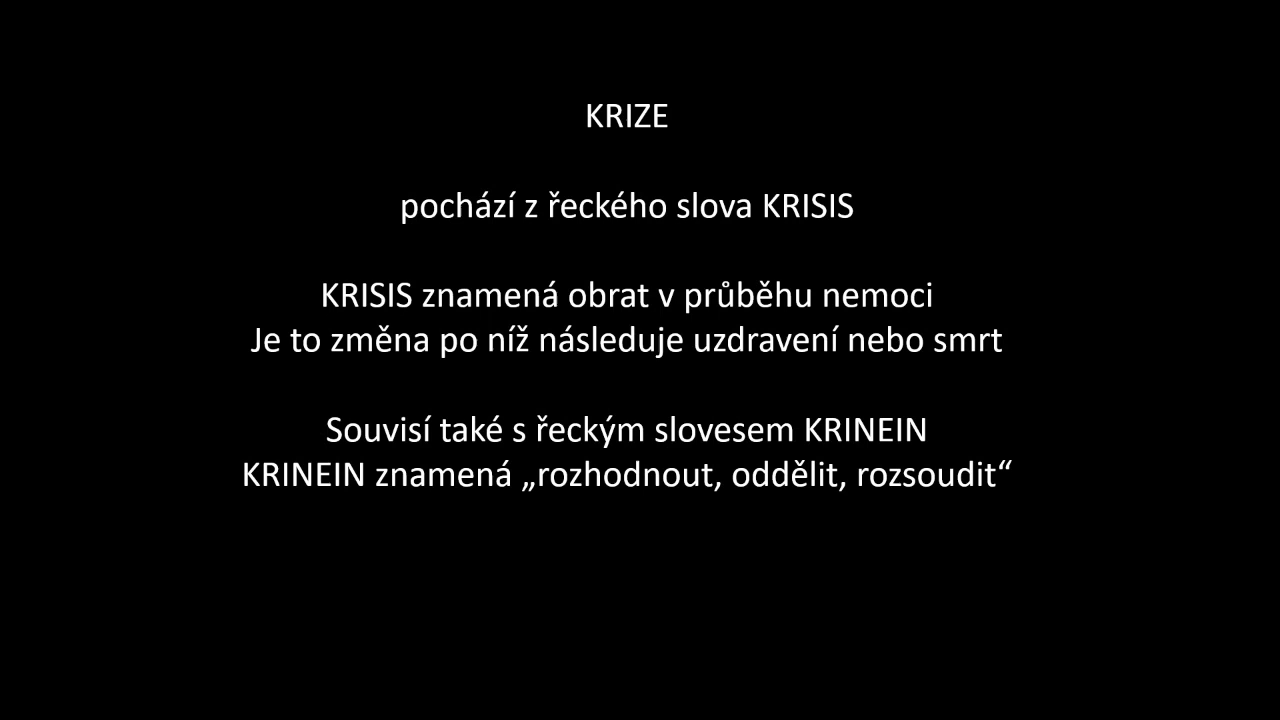 KRIZE
pochází z řeckého slova KRISIS
KRISIS znamená obrat v průběhu nemoci
Je to změna po níž následuje uzdravení nebo smrt
Souvisí také s řeckým slovesem KRINEIN
KRINEIN znamená „rozhodnout, oddělit, rozsoudit“